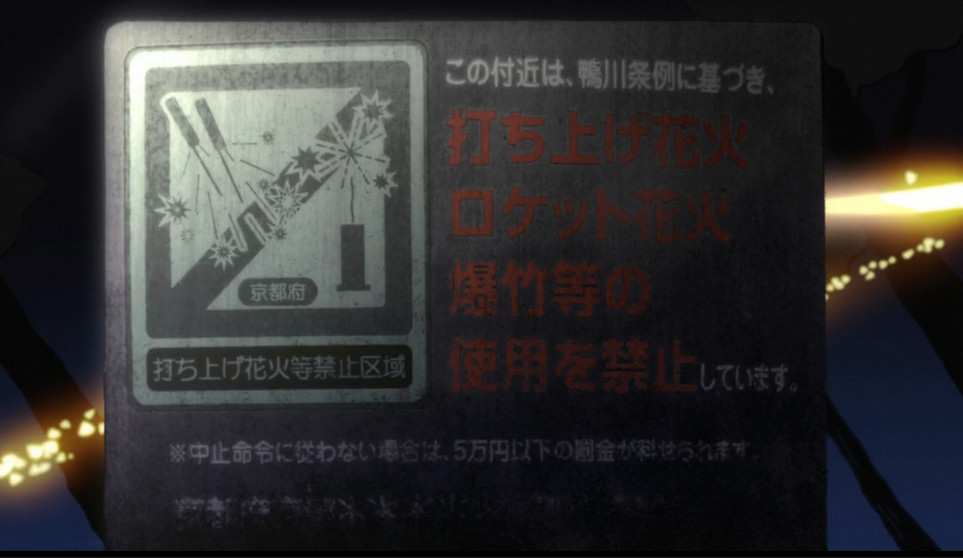 この付近は、鴨川条例に基づき、
打ち上げ花火
ロケット花火
爆竹等の
使用を禁止しています。
京都府
打ち上げ花火等禁止区域
※中止命令に従わない場合は、5万円以下の罰金が科せられます。